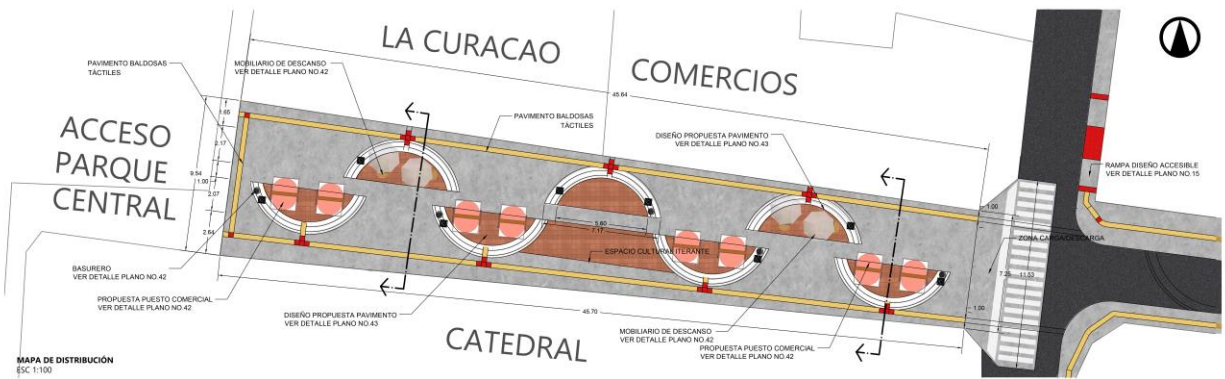 LA CURACAO
COMERCIOS
PAVIMENTO BALDOSAS
TÁCTILES
MOBILIARIO DE DESCANSO
VER DETALLE PLANO NO.42
45.64
PAVIMENTO BALDOSAS
TÁCTILES
DISEÑO PROPUESTA PAVIMENTO
VER DETALLE PLANO NO.43
ACCESO
PARQUE
CENTRAL
1.65
2.17
9.54
1.00
2.07
2.64
RAMPA DISEÑO ACCESIBLE
VER DETALLE PLANO NO.15
1.00
5.60
7.17
ESPACIO CULTURAL ITERANTE
ZONA CARGA/DESCARGA
7.25
11.53
1.00
BASURERO
VER DETALLE PLANO NO.42
PROPUESTA PUESTO COMERCIAL
VER DETALLE PLANO NO.42
DISEÑO PROPUESTA PAVIMENTO
VER DETALLE PLANO NO.43
45.70
CATEDRAL
MOBILIARIO DE DESCANSO
VER DETALLE PLANO NO.42
PROPUESTA PUESTO COMERCIAL
VER DETALLE PLANO NO.42
MAPA DE DISTRIBUCIÓN
ESC 1:100